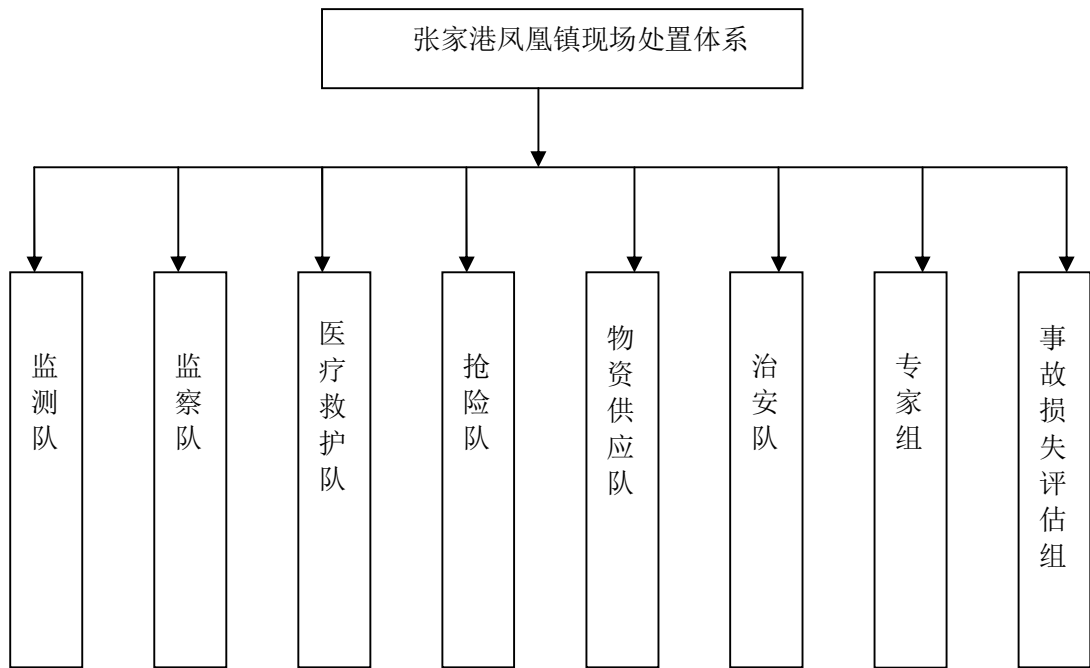 张家港凤凰镇现场处置体系
监测队
监察队
医疗救护队
抢险队
物资供应队
治安队
专家组
事故损失评估组